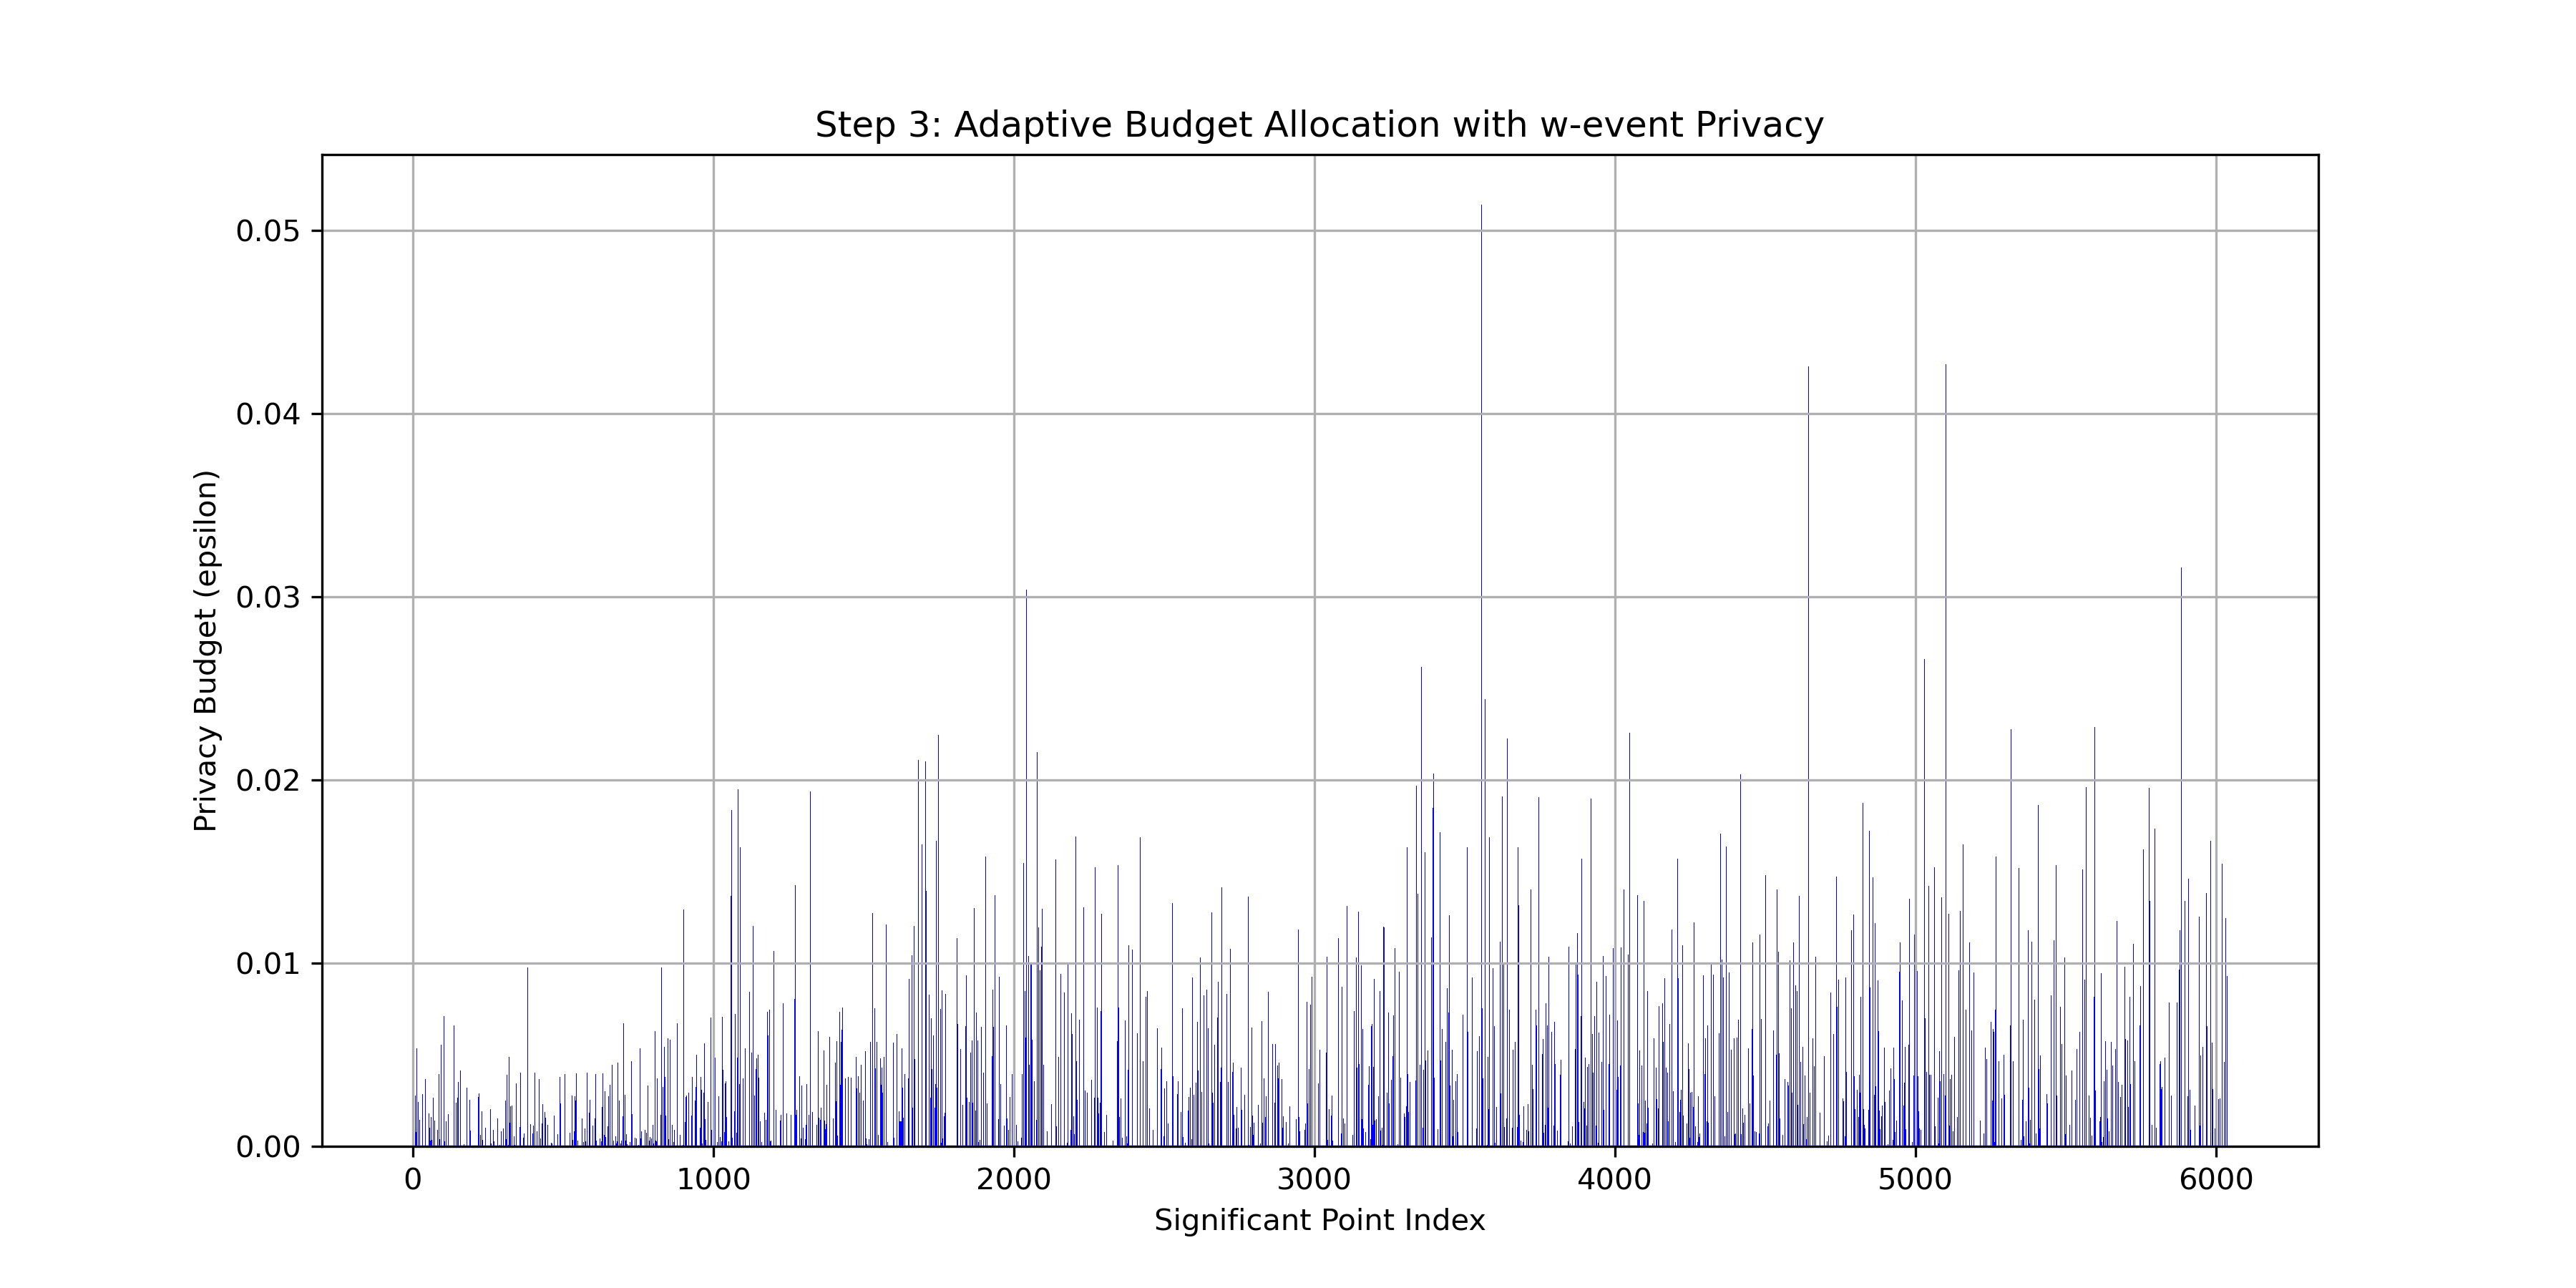 Step 3: Adaptive Budget Allocation with w-event Privacy
Privacy Budget (epsilon)
0.05
0.04
0.03
0.02
0.01
0.00
0 1000 2000 3000 4000 5000 6000
Significant Point Index